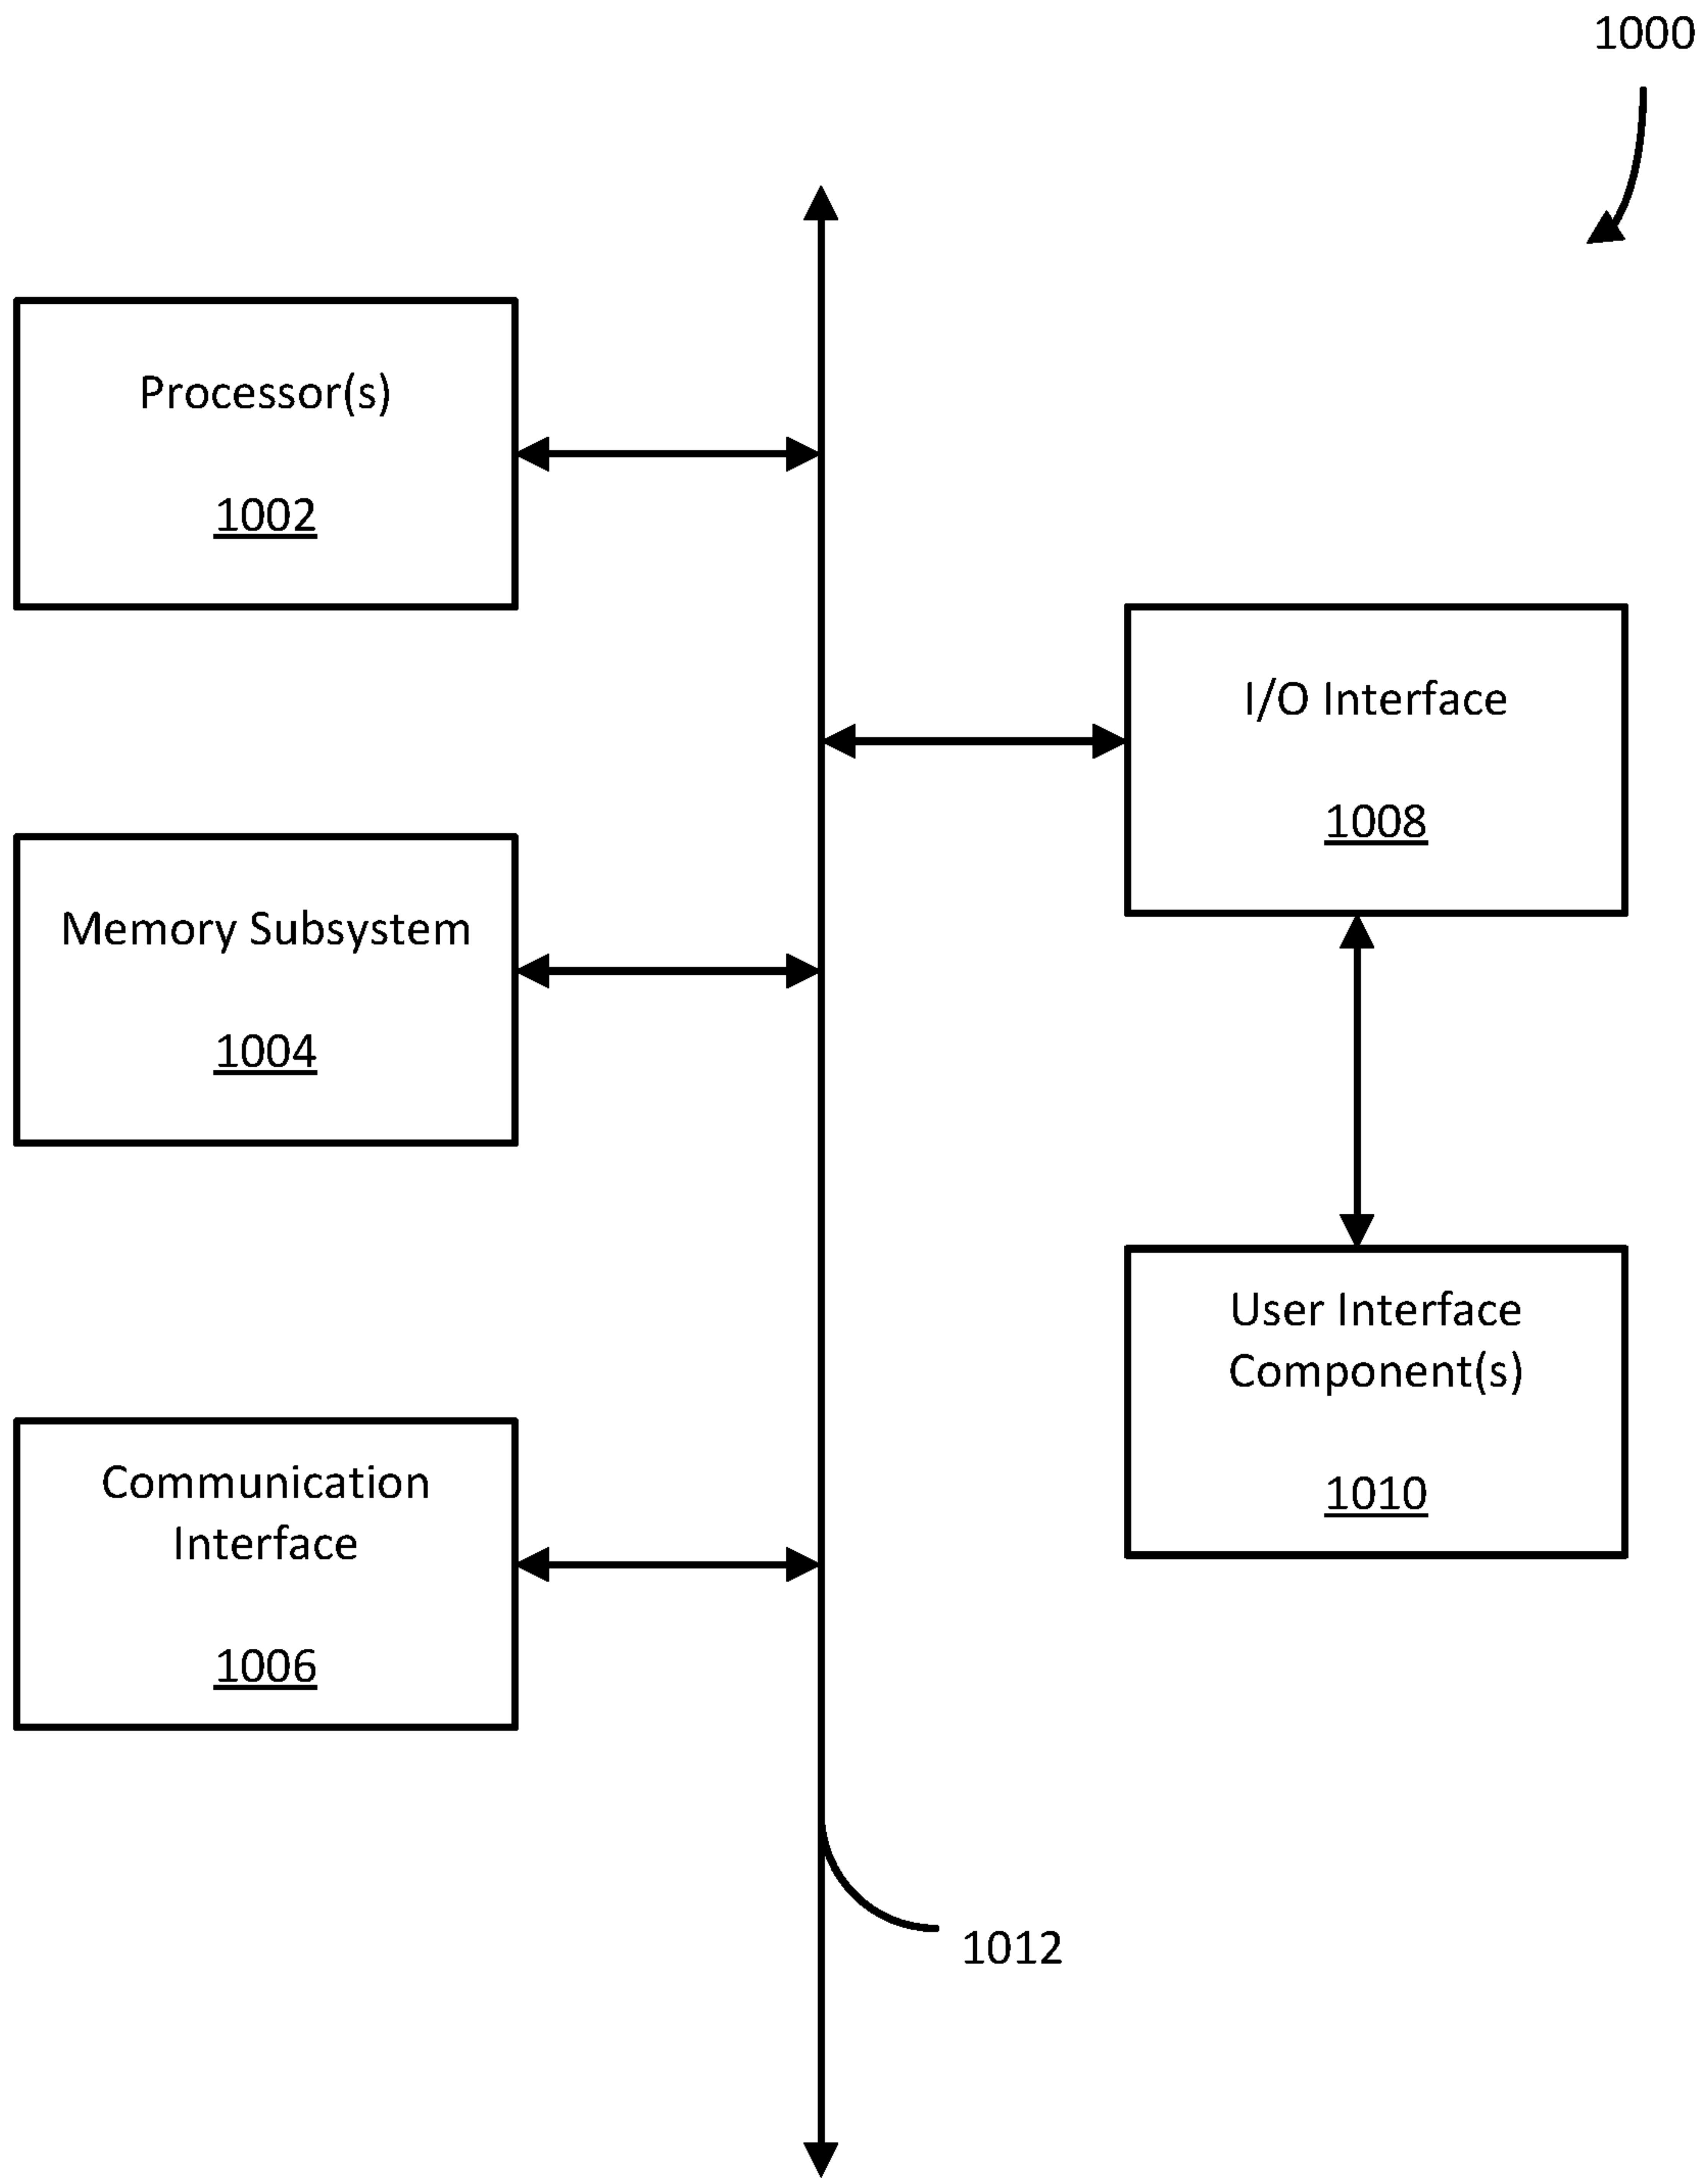 1000
Processor(s)
1002
I/O Interface
1008
Memory Subsystem
1004
User Interface
Component(s)
1010
Communication
Interface
1006
1012